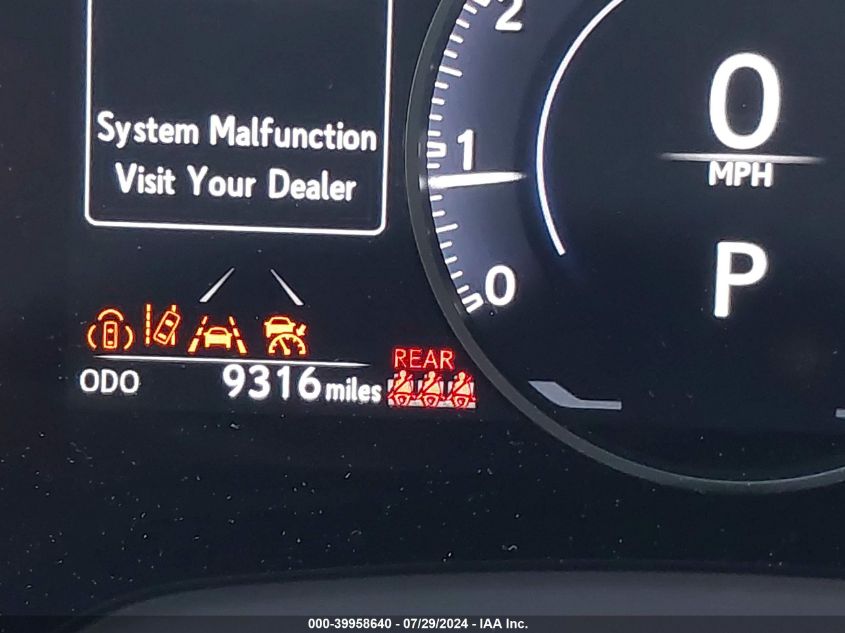 2
System Malfunction
Visit Your Dealer
1
0
MPH
0
P
REAR
ODO 9316 miles
000-39958640 - 07/29/2024 - IAA Inc.